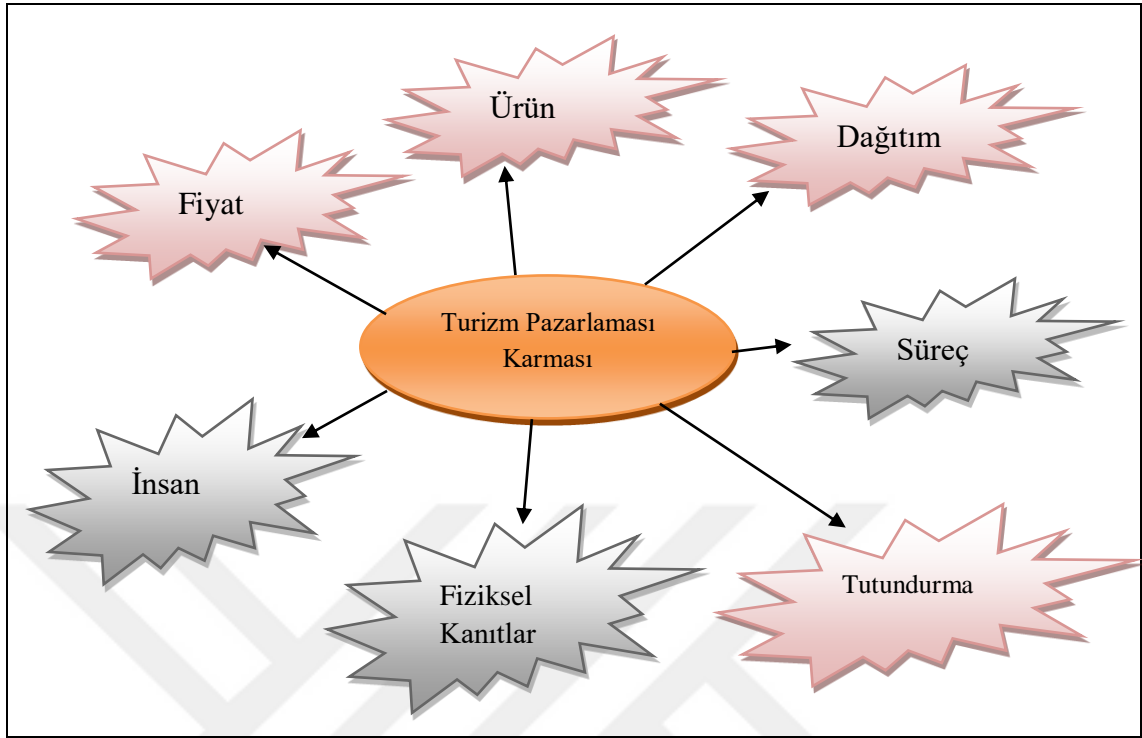 Ürün
Dağıtım
Fiyat
Turizm Pazarlaması
Karması
Süreç
İnsan
Tutundurma
Fiziksel
Kanıtlar